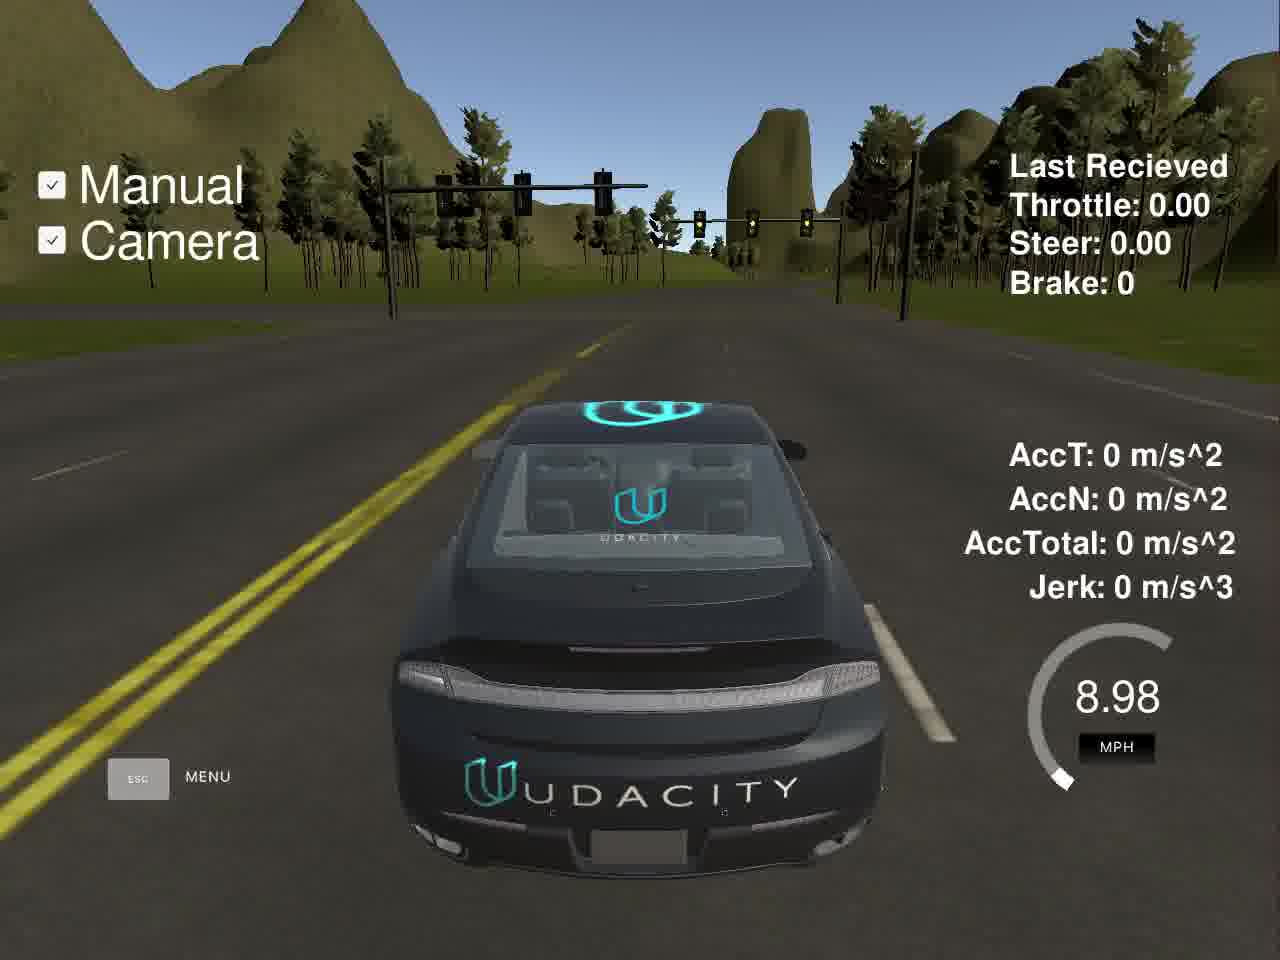 Manual
Camera
Last Recieved
Throttle: 0.00
Steer: 0.00
Brake: 0
AccT: 0 m/s^2
AccN: 0 m/s^2
AccTotal: 0 m/s^2
Jerk: 0 m/s^3
UDACITY
8.98
MPH
ESC MENU
UDACITY